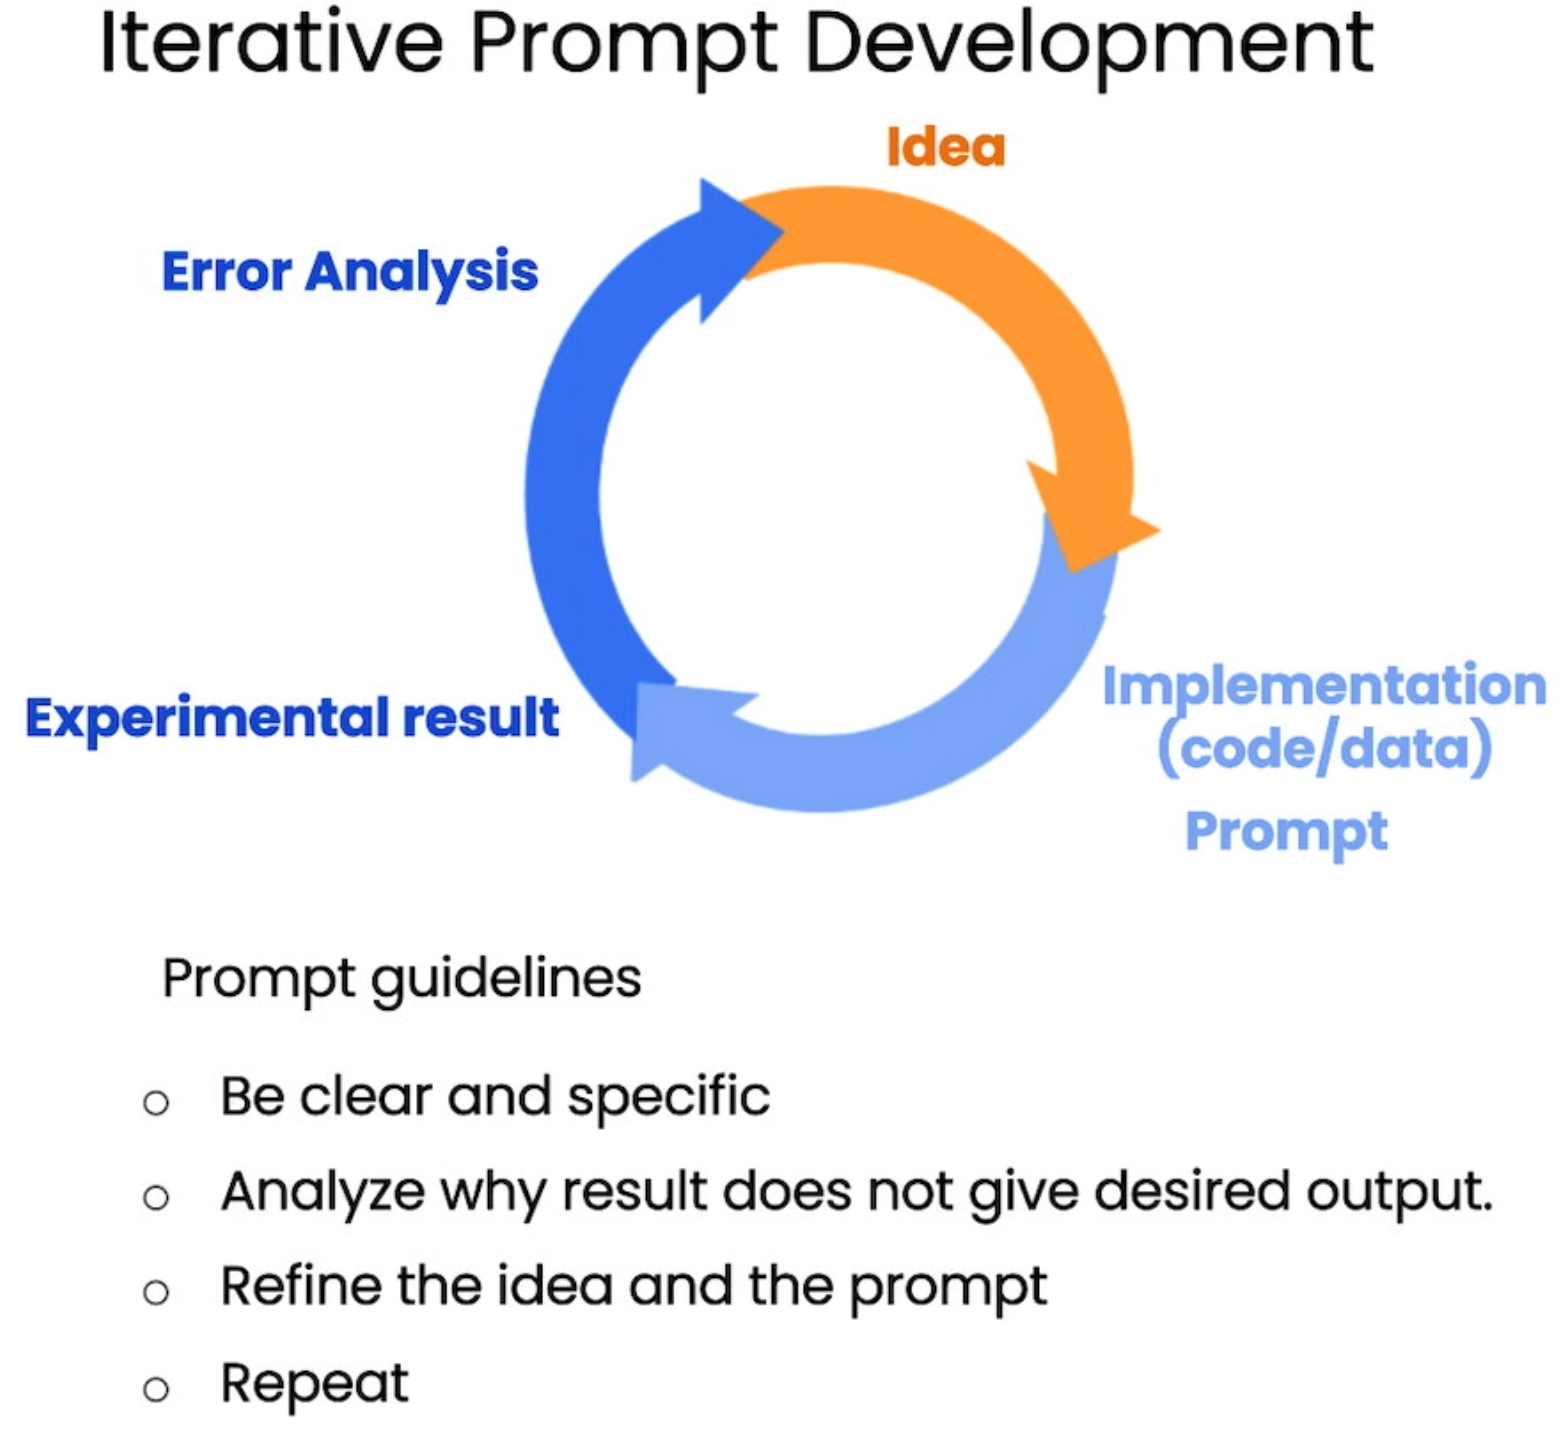 Iterative Prompt Development
Idea
Error Analysis
Experimental result
Implementation
(code/data)
Prompt
Prompt guidelines
Be clear and specific
Analyze why result does not give desired output.
Refine the idea and the prompt
Repeat